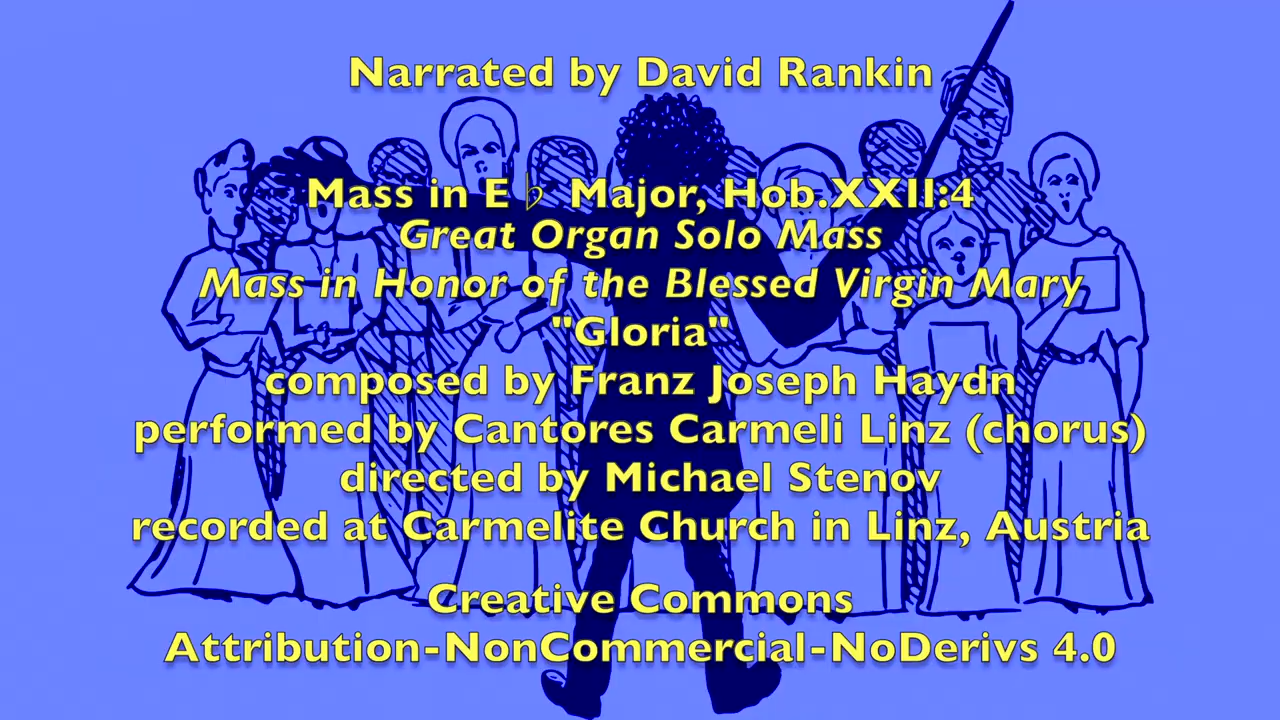 Narrated by David Rankin
Mass in E♭ Major, Hob.XXII:4
Great Organ Solo Mass
Mass in Honor of the Blessed Virgin Mary
"Gloria"
composed by Franz Joseph Haydn
performed by Cantores Carmeli Linz (chorus)
directed by Michael Stenov
recorded at Carmelite Church in Linz, Austria
Creative Commons
Attribution-NonCommercial-NoDerivs 4.0